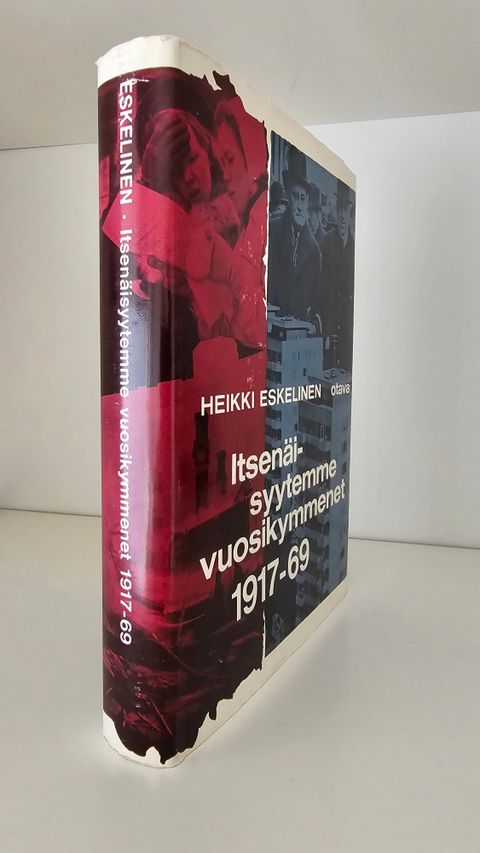 ESKELINEN · Itsenäisyytemme vuosikymmenet 1917-69
HEIKKI ESKELINEN otava
Itsenäi-
syytemme
vuosikymmenet
1917-69